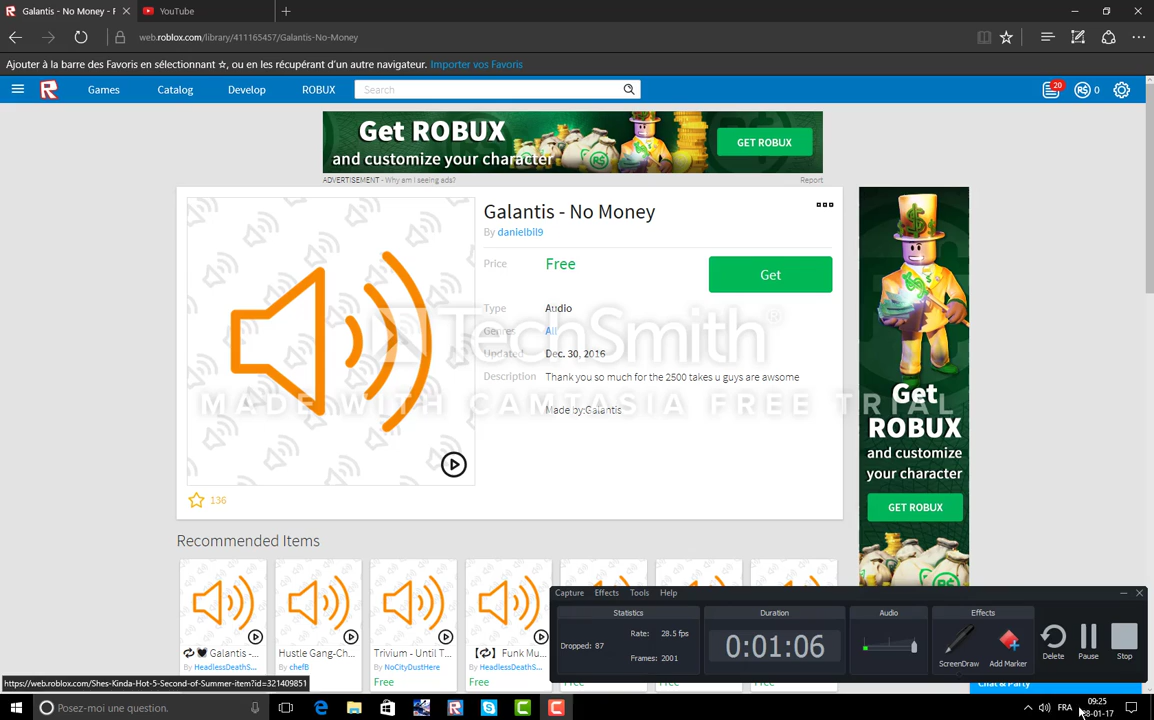 Galantis - No Money - F
YouTube
web.roblox.com/library/411165457/Galantis-No-Money
Ajouter à la barre des Favoris en sélectionnant ☆, ou en les récupérant d'un autre navigateur. Importer vos Favoris
Games
Catalog
Develop
ROBUX
Search
20
R$ 0
Get ROBUX
and customize your character
GET ROBUX
ADVERTISEMENT - Why am I seeing ads?
Report
Galantis - No Money
By danielbil9
Price
Free
Get
Type
Audio
Genres
All
Updated
Dec. 30, 2016
Description
Thank you so much for the 2500 takes u guys are awsome
Made by:Galantis
TechSmith®
MADE WITH CAMTASIA FREE TRIAL
136
Get
ROBUX
and customize
your character
GET ROBUX
Recommended Items
Galantis -...
By HeadlessDeathS...
Hustle Gang-Ch...
By chefB
Trivium - Until T...
By NoCityDustHere
Free
Funk Mu...
By HeadlessDeathS...
Free
Capture
Effects
Tools
Help
Statistics
Duration
Audio
Effects
Dropped: 87
Rate: 28.5 fps
Frames: 2001
0:01:06
ScreenDraw
Add Marker
Delete
Pause
Stop
Chat & Party
https://web.roblox.com/Shes-Kinda-Hot-5-Second-of-Summer-item?id=321409851
Posez-moi une question.
FRA
09:25
28-01-17